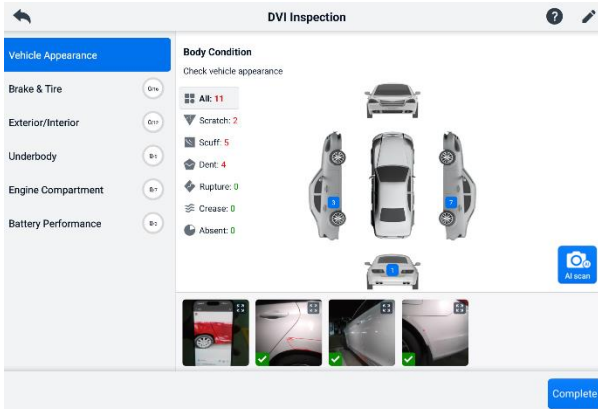 DVI Inspection
Vehicle Appearance
Brake & Tire
Exterior/Interior
Underbody
Engine Compartment
Battery Performance
Body Condition
Check vehicle appearance
All: 11
Scratch: 2
Scuff: 5
Dent: 4
Rupture: 0
Crease: 0
Absent: 0
3
7
1
AI scan
Complete